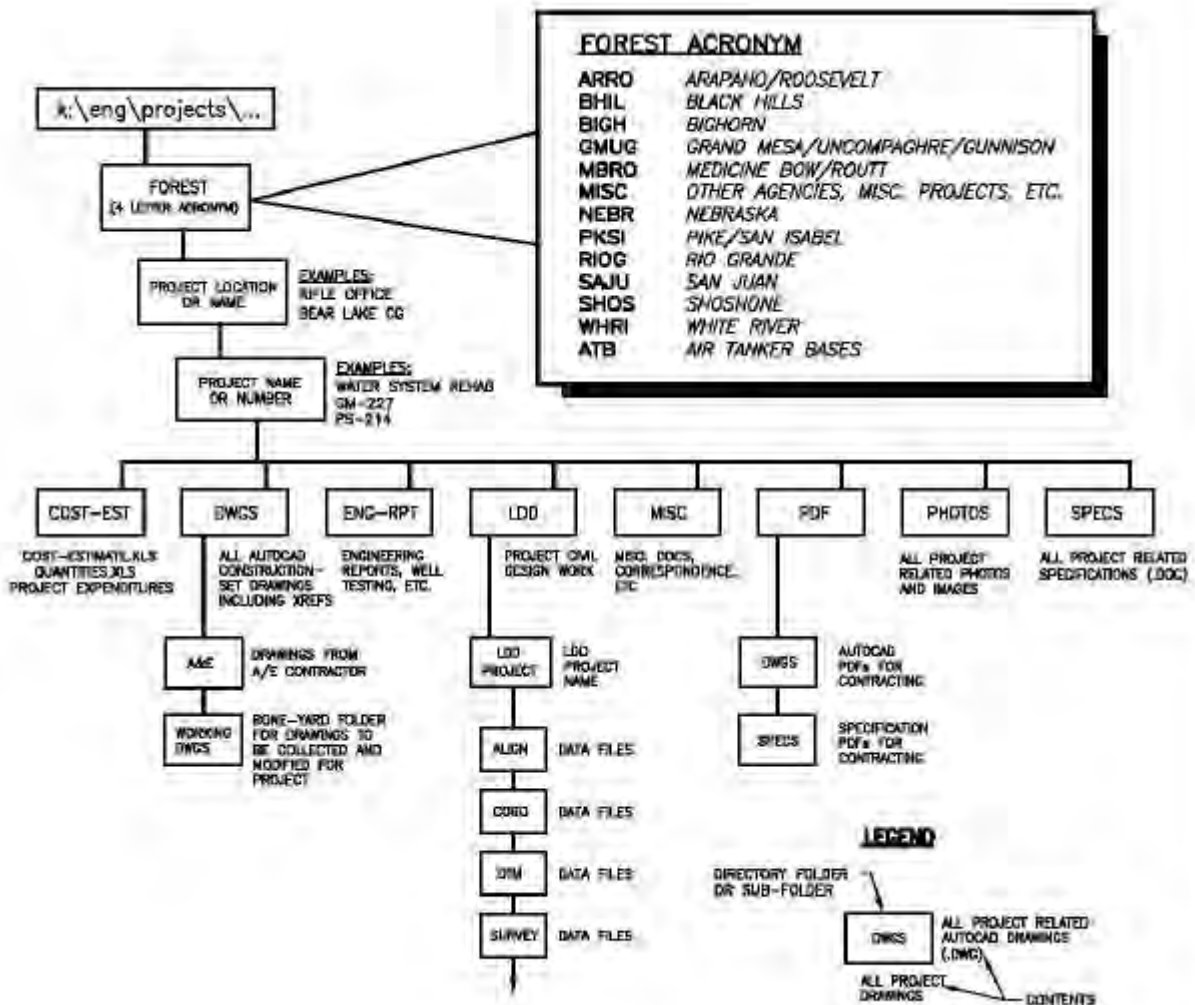 k:\eng\projects\...
FOREST
(4 LETTER ACRONYM)
PROJECT LOCATION
OR NAME
EXAMPLES:
RIFLE OFFICE
BEAR LAKE CG
PROJECT NAME
OR NUMBER
EXAMPLES:
WATER SYSTEM REHAB
GM-227
PS-214
FOREST ACRONYM
ARRO ARAPAHO/ROOSEVELT
BHIL BLACK HILLS
BIGH BIGHORN
GMUG GRAND MESA/UNCOMPAGHRE/GUNNISON
MBRO MEDICINE BOW/ROUTT
MISC OTHER AGENCIES, MISC. PROJECTS, ETC.
NEBR NEBRASKA
PKSI PIKE/SAN ISABEL
RIOG RIO GRANDE
SAJU SAN JUAN
SHOS SHOSHONE
WHRI WHITE RIVER
ATB AIR TANKER BASES
COST-EST
COST-ESTIMATE.XLS
QUANTITIES.XLS
PROJECT EXPENDITURES
DWGS
ALL AUTOCAD
CONSTRUCTION-
SET DRAWINGS
INCLUDING XREFS
A&E
DRAWINGS FROM
A/E CONTRACTOR
WORKING
DWGS
BONE-YARD FOLDER
FOR DRAWINGS TO
BE COLLECTED AND
MODIFIED FOR
PROJECT
ENG-RPT
ENGINEERING
REPORTS, WELL
TESTING, ETC.
LDD
PROJECT CIVIL
DESIGN WORK
LDD
PROJECT
LDD
PROJECT
NAME
ALIGN
DATA FILES
COGO
DATA FILES
DTM
DATA FILES
SURVEY
DATA FILES
MISC
MISC. DOCS,
CORRESPONDENCE,
ETC
PDF
DWGS
AUTOCAD
PDFs FOR
CONTRACTING
SPECS
SPECIFICATION
PDFs FOR
CONTRACTING
PHOTOS
ALL PROJECT
RELATED PHOTOS
AND IMAGES
SPECS
ALL PROJECT RELATED
SPECIFICATIONS (.DOC)
LEGEND
DIRECTORY FOLDER
OR SUB-FOLDER
DWGS
ALL PROJECT RELATED
AUTOCAD DRAWINGS
(.DWG)
ALL PROJECT
DRAWINGS
CONTENTS